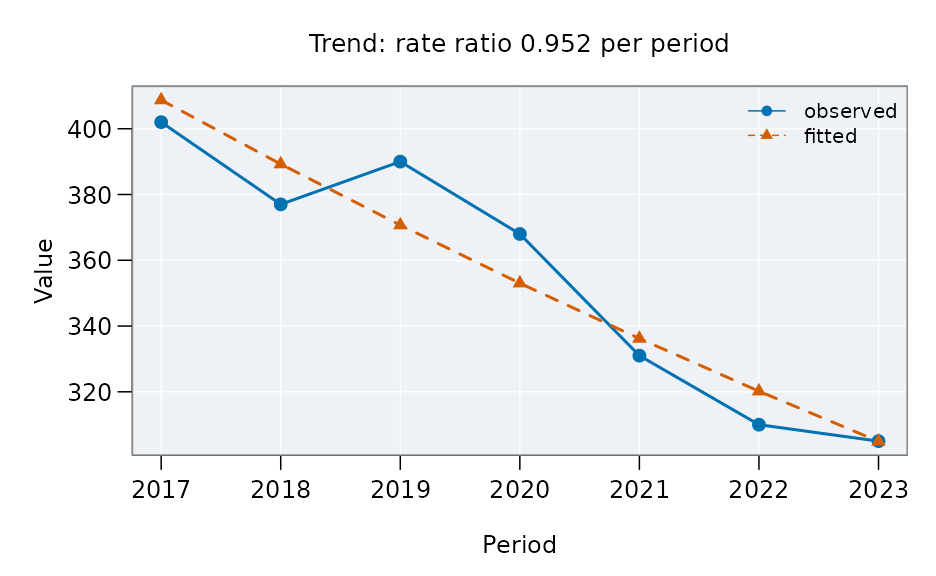 Trend: rate ratio 0.952 per period
observed
fitted
400
380
360
340
320
Value
2017 2018 2019 2020 2021 2022 2023
Period